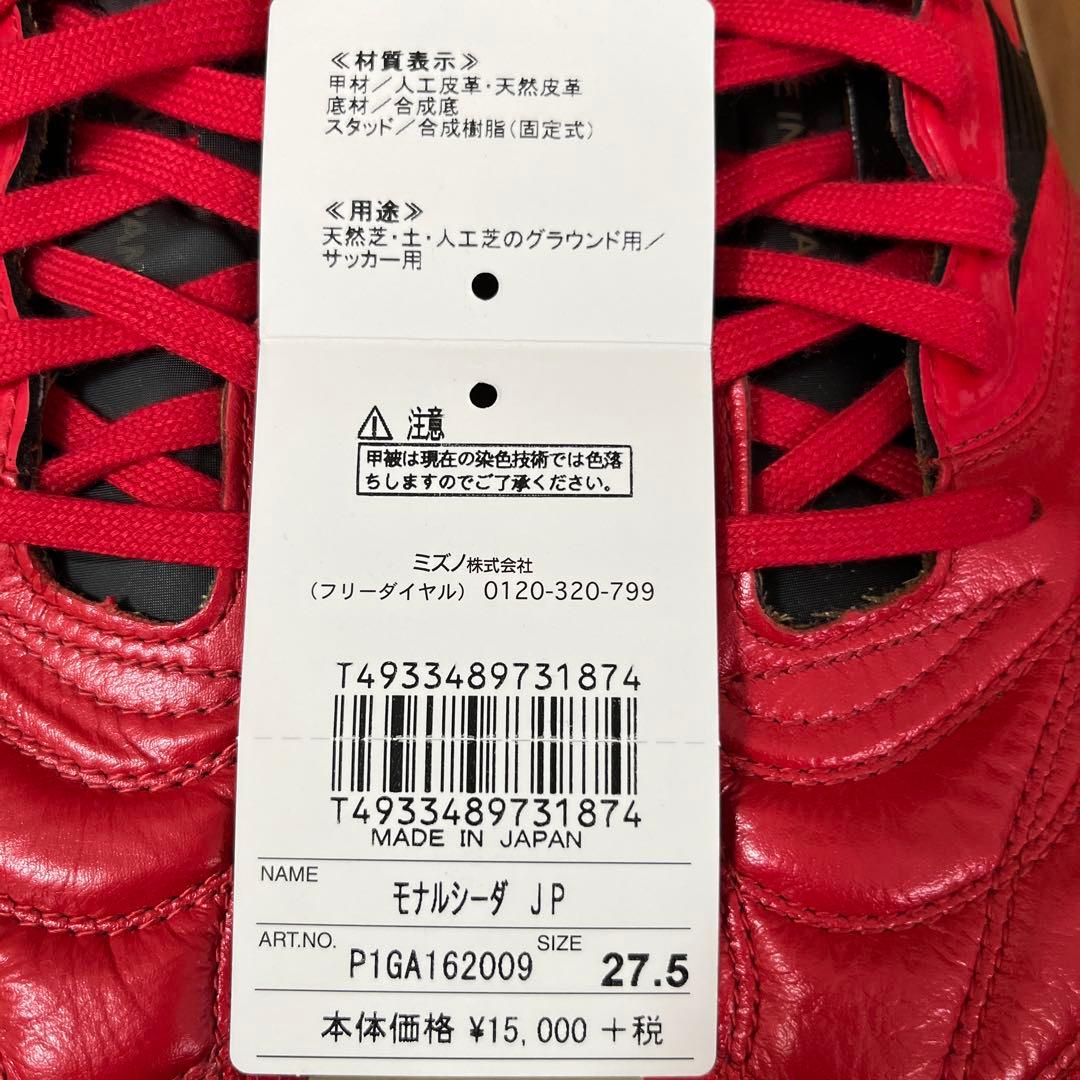 ≪材質表示≫
甲材／人工皮革・天然皮革
底材／合成底
スタッド／合成樹脂(固定式)
≪用途≫
天然芝・土・人工芝のグラウンド用／
サッカー用
注意
甲被は現在の染色技術では色落
ちしますのでご了承ください。
ミズノ株式会社
(フリーダイヤル) 0120-320-799
T4933489731874
T4933489731874
MADE IN JAPAN
NAME
モナルシーダ JP
ART.NO. P1GA162009 SIZE 27.5
本体価格 ¥15,000 +税